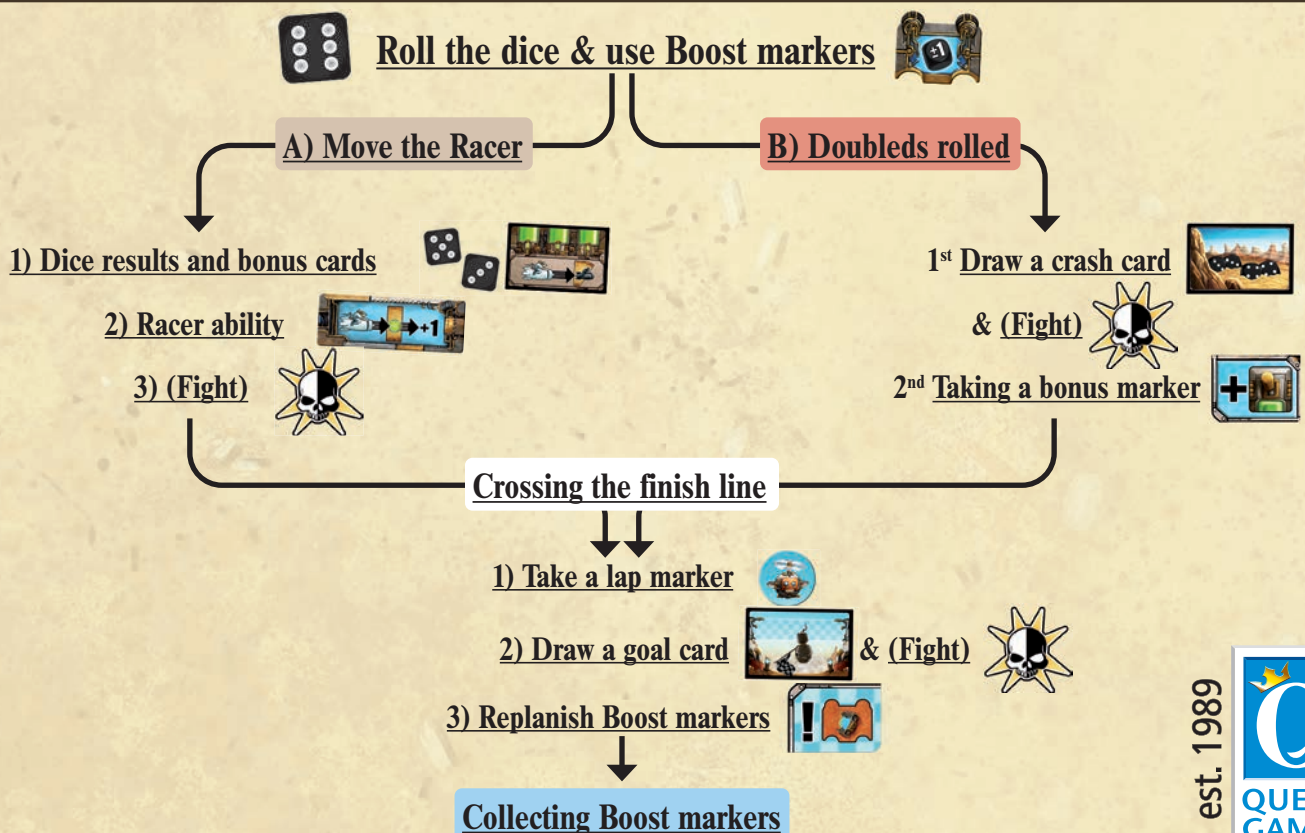 Roll the dice & use Boost markers
±1
A) Move the Racer
B) Doubleds rolled
1) Dice results and bonus cards
1st Draw a crash card
2) Racer ability
+1
& (Fight)
3) (Fight)
2nd Taking a bonus marker
+
Crossing the finish line
1) Take a lap marker
2) Draw a goal card & (Fight)
3) Replanish Boost markers
!
Collecting Boost markers
est. 1989